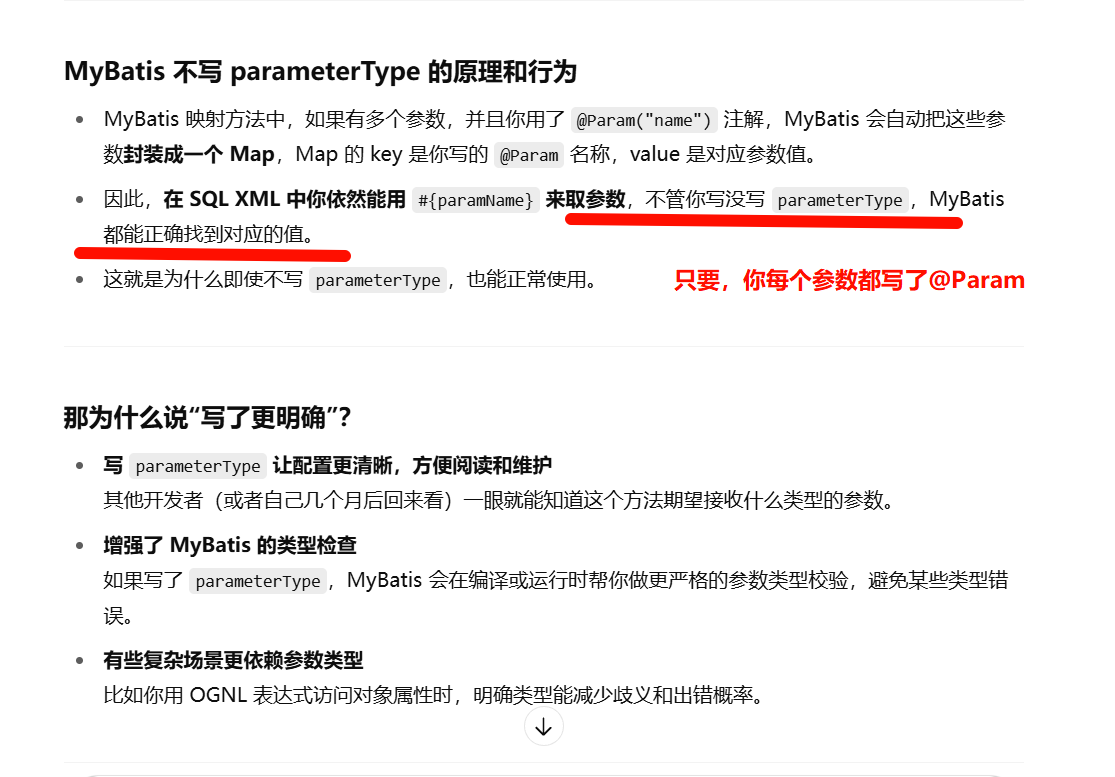 MyBatis 不写 parameterType 的原理和行为
• MyBatis 映射方法中，如果有多个参数，并且你用了 @Param("name") 注解，MyBatis 会自动把这些参
数封装成一个 Map，Map 的 key 是你写的 @Param 名称，value 是对应参数值。
• 因此，在 SQL XML 中你依然能用 #{paramName} 来取参数，不管你写没写 parameterType，MyBatis
都能正确找到对应的值。
• 这就是为什么即使不写 parameterType，也能正常使用。
只要，你每个参数都写了@Param
那为什么说“写了更明确”？
• 写 parameterType 让配置更清晰，方便阅读和维护
其他开发者（或者自己几个月后回来看）一眼就能知道这个方法期望接收什么类型的参数。
• 增强了 MyBatis 的类型检查
如果写了 parameterType，MyBatis 会在编译或运行时帮你做更严格的参数类型校验，避免某些类型错
误。
• 有些复杂场景更依赖参数类型
比如你用 OGNL 表达式访问对象属性时，明确类型能减少歧义和出错概率。